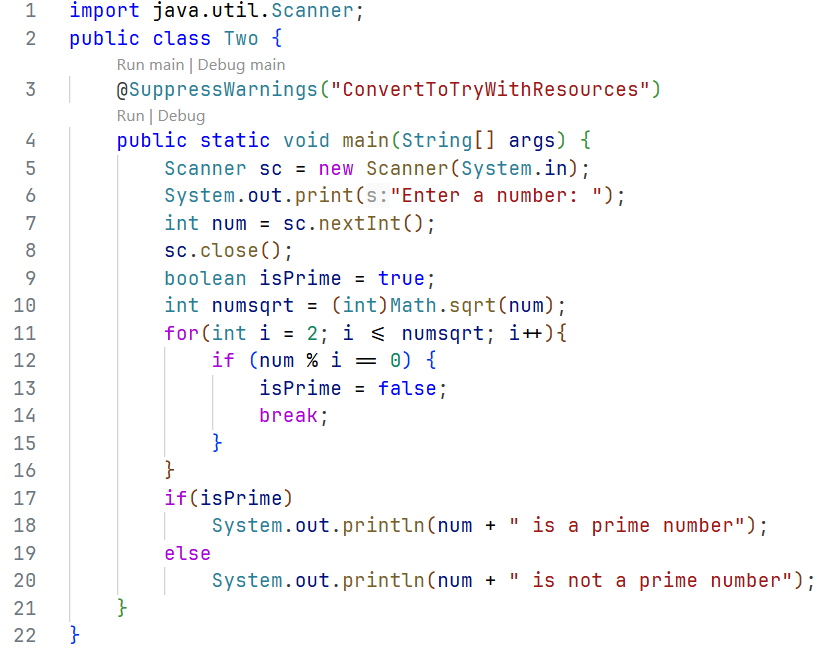 1 import java.util.Scanner;
2 public class Two {
Run main | Debug main
3 @SuppressWarnings("ConvertToTryWithResources")
Run | Debug
4 public static void main(String[] args) {
5 Scanner sc = new Scanner(System.in);
6 System.out.print(s:"Enter a number: ");
7 int num = sc.nextInt();
8 sc.close();
9 boolean isPrime = true;
10 int numsqrt = (int)Math.sqrt(num);
11 for(int i = 2; i <= numsqrt; i++){
12 if (num % i == 0) {
13 isPrime = false;
14 break;
15 }
16 }
17 if(isPrime)
18 System.out.println(num + " is a prime number");
19 else
20 System.out.println(num + " is not a prime number");
21 }
22 }